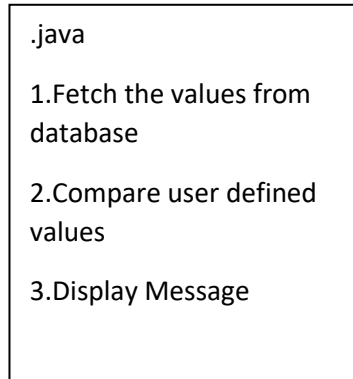 .java
1.Fetch the values from
database
2.Compare user defined
values
3.Display Message